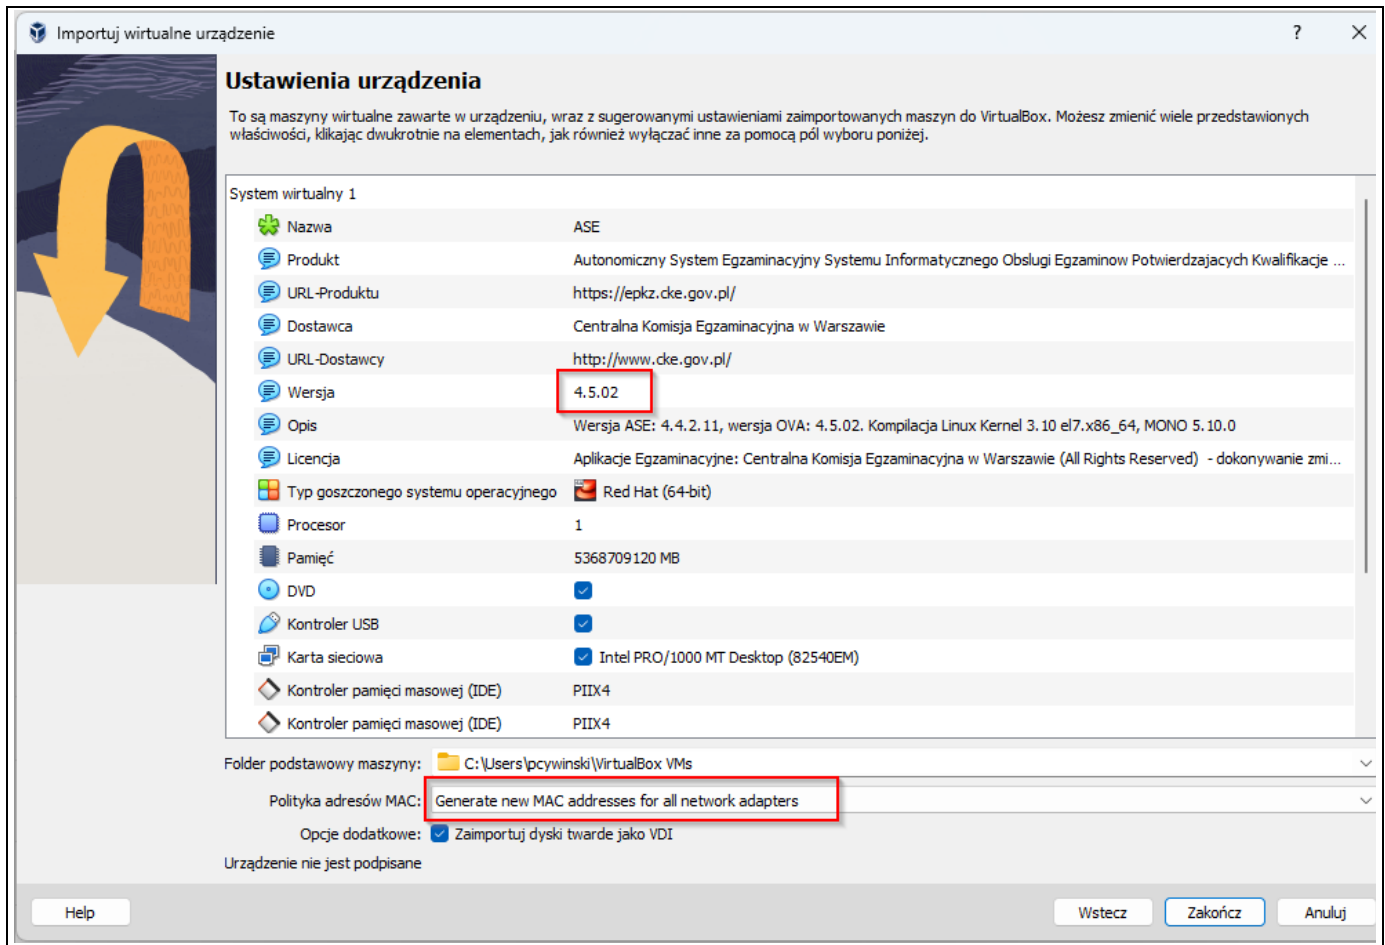 Importuj wirtualne urządzenie
?
Ustawienia urządzenia
To są maszyny wirtualne zawarte w urządzeniu, wraz z sugerowanymi ustawieniami zaimportowanych maszyn do VirtualBox. Możesz zmienić wiele przedstawionych
właściwości, klikając dwukrotnie na elementach, jak również wyłączać inne za pomocą pól wyboru poniżej.
System wirtualny 1
Nazwa ASE
Produkt Autonomiczny System Egzaminacyjny Systemu Informatycznego Obslugi Egzaminow Potwierdzajacych Kwalifikacje ...
URL-Produktu https://epkz.cke.gov.pl/
Dostawca Centralna Komisja Egzaminacyjna w Warszawie
URL-Dostawcy http://www.cke.gov.pl/
Wersja 4.5.02
Opis Wersja ASE: 4.4.2.11, wersja OVA: 4.5.02. Kompilacja Linux Kernel 3.10 el7.x86_64, MONO 5.10.0
Licencja Aplikacje Egzaminacyjne: Centralna Komisja Egzaminacyjna w Warszawie (All Rights Reserved) - dokonywanie zmi...
Typ goszczonego systemu operacyjnego Red Hat (64-bit)
Procesor 1
Pamięć 5368709120 MB
DVD
Kontroler USB
Karta sieciowa Intel PRO/1000 MT Desktop (82540EM)
Kontroler pamięci masowej (IDE) PIIX4
Kontroler pamięci masowej (IDE) PIIX4
Folder podstawowy maszyny: C:\Users\pcywinski\VirtualBox VMs
Polityka adresów MAC: Generate new MAC addresses for all network adapters
Opcje dodatkowe: Zaimportuj dyski twarde jako VDI
Urządzenie nie jest podpisane
Help Wstecz Zakończ Anuluj